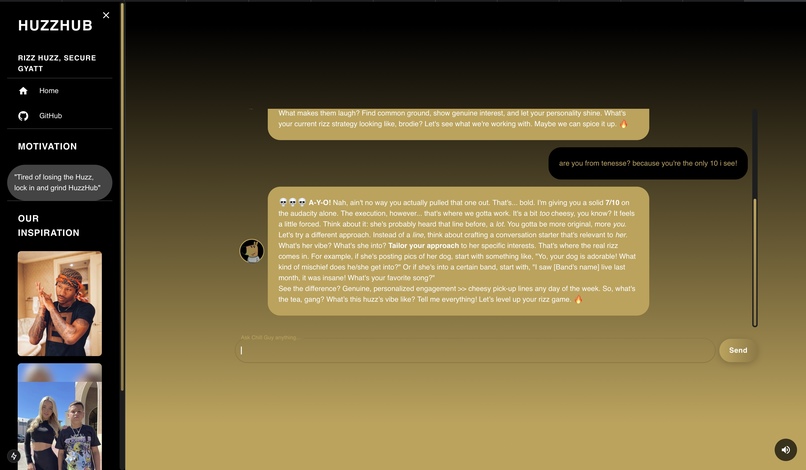 HUZZHUB
RIZZ HUZZ, SECURE
GYATT
Home
GitHub
MOTIVATION
"Tired of losing the Huzz,
lock in and grind HuzzHub"
OUR
INSPIRATION
What makes them laugh? Find common ground, show genuine interest, and let your personality shine. What's
your current rizz strategy looking like, brodie? Let's see what we're working with. Maybe we can spice it up. 🔥
are you from tenesse? because you're the only 10 i see!
💀💀💀 A-Y-O! Nah, ain't no way you actually pulled that one out. That's... bold. I'm giving you a solid 7/10 on
the audacity alone. The execution, however... that's where we gotta work. It's a bit too cheesy, you know? It feels
a little forced. Think about it: she's probably heard that line before, a lot. You gotta be more original, more you.
Let's try a different approach. Instead of a line, think about crafting a conversation starter that's relevant to her.
What's her vibe? What's she into? Tailor your approach to her specific interests. That's where the real rizz
comes in. For example, if she's posting pics of her dog, start with something like, "Yo, your dog is adorable! What
kind of mischief does he/she get into?" Or if she's into a certain band, start with, "I saw [Band's name] live last
month, it was insane! What's your favorite song?"
See the difference? Genuine, personalized engagement >> cheesy pick-up lines any day of the week. So, what's
the tea, gang? What's this huzz's vibe like? Tell me everything! Let's level up your rizz game. 🔥
Ask Chill Guy anything...
Send